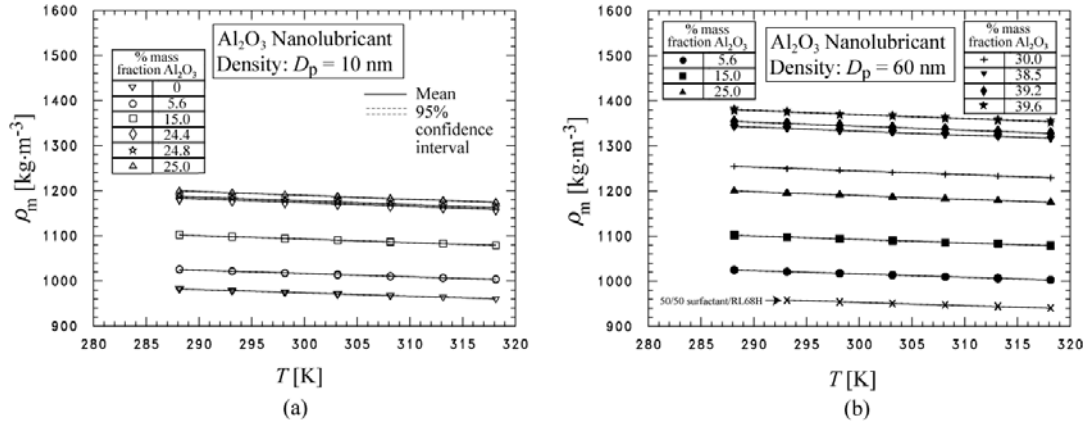 1600
1500
1400
1300
1200
1100
1000
900
ρm [kg·m-3]
% mass
fraction Al2O3
0
5.6
15.0
24.4
24.8
25.0
Al2O3 Nanolubricant
Density: Dp = 10 nm
Mean
95%
confidence
interval
280 285 290 295 300 305 310 315 320
T [K]
(a)
1600
1500
1400
1300
1200
1100
1000
900
ρm [kg·m-3]
% mass
fraction Al2O3
5.6
15.0
25.0
Al2O3 Nanolubricant
Density: Dp = 60 nm
% mass
fraction Al2O3
30.0
38.5
39.2
39.6
50/50 surfactant/RL68H
280 285 290 295 300 305 310 315 320
T [K]
(b)